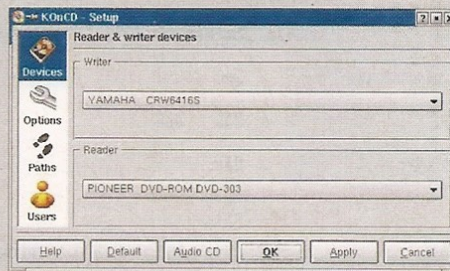 KOnCD - Setup
Reader & writer devices
Devices
Writer
YAMAHA CRW6416S
Options
Paths
Reader
PIONEER DVD-ROM DVD-303
Users
Help Default Audio CD OK Apply Cancel